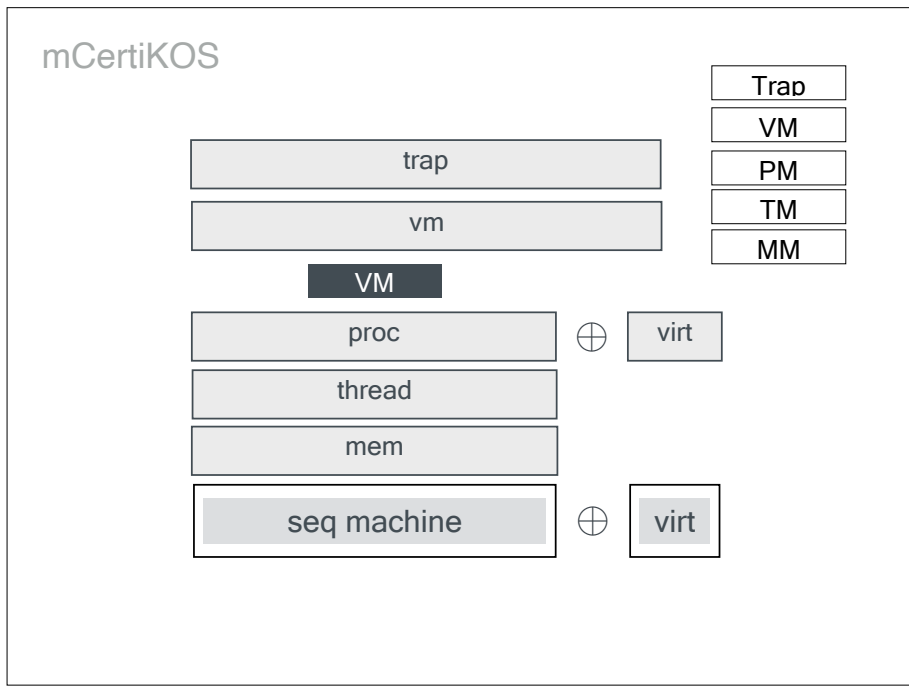 mCertiKOS
Trap
VM
PM
TM
MM
trap
vm
VM
proc ⊕ virt
thread
mem
seq machine ⊕ virt